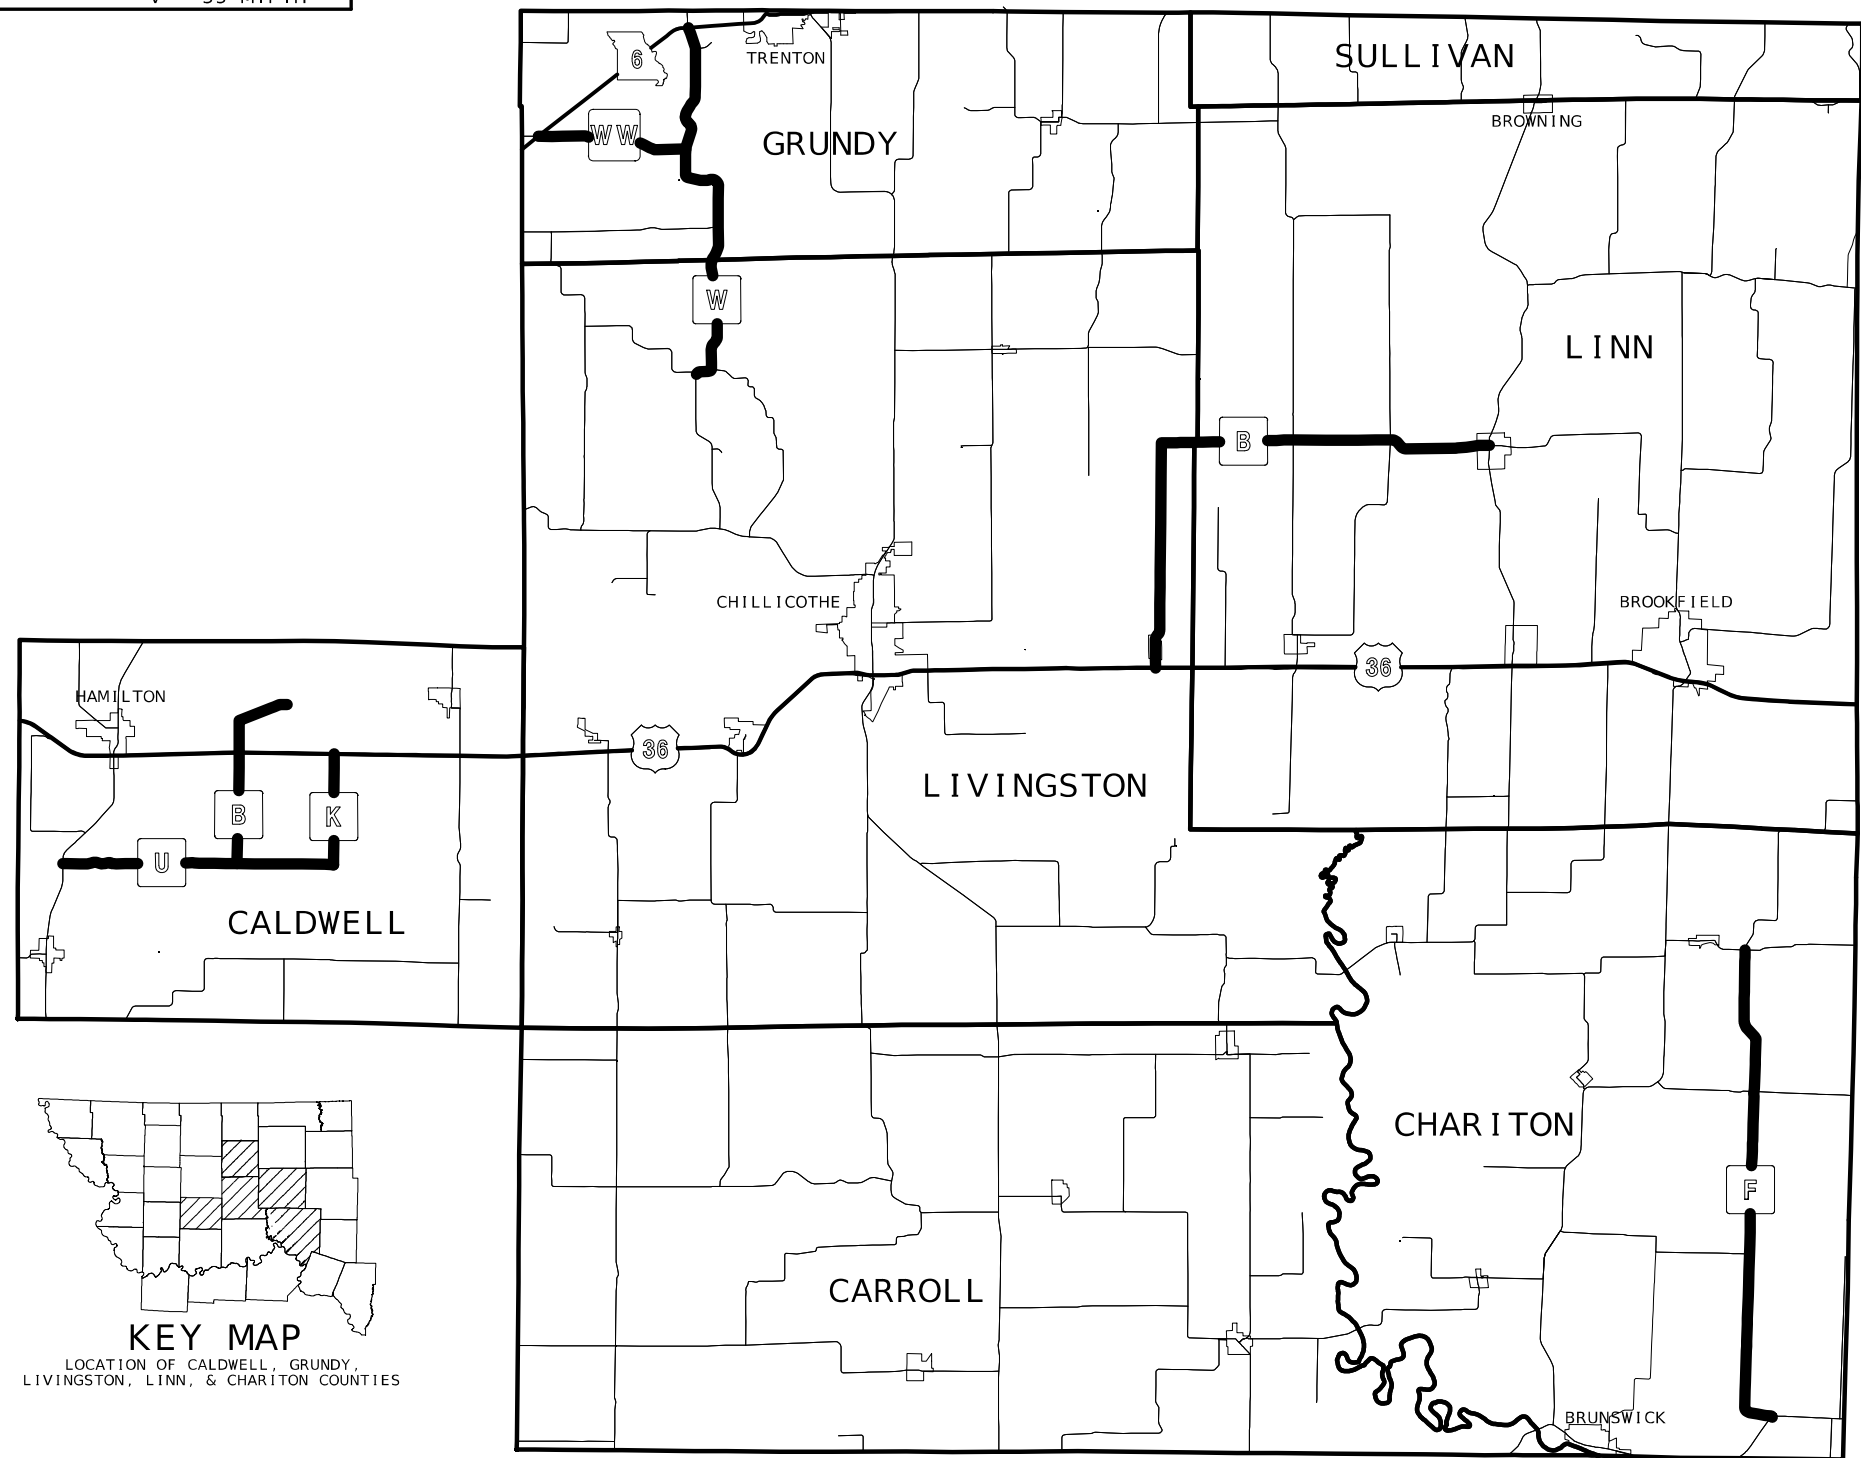 SULLIVAN
6
TRENTON
WW
GRUNDY
BROWNING
W
LINN
B
CHILLICOTHE
BROOKFIELD
36
HAMILTON
36
LIVINGSTON
B
K
U
CALDWELL
CHARITON
F
CARROLL
KEY MAP
LOCATION OF CALDWELL, GRUNDY,
LIVINGSTON, LINN, & CHARITON COUNTIES
BRUNSWICK